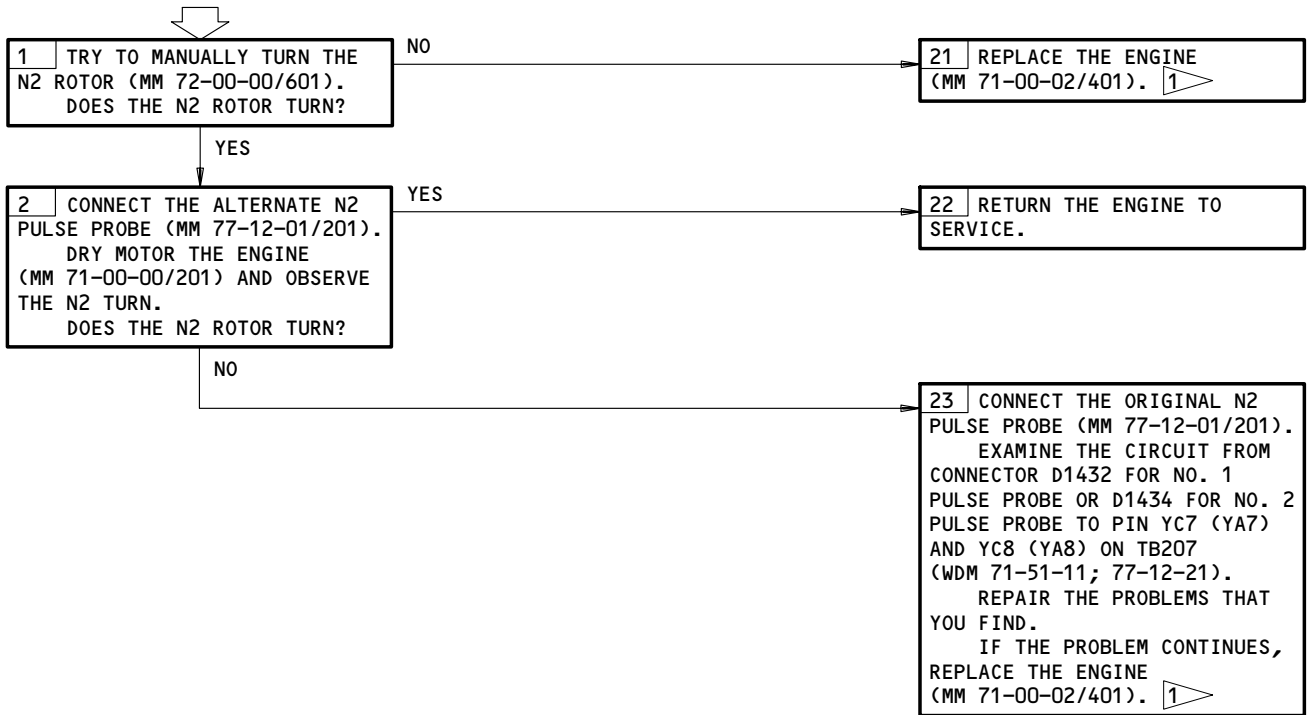 1 TRY TO MANUALLY TURN THE
N2 ROTOR (MM 72-00-00/601).
DOES THE N2 ROTOR TURN?
NO
21 REPLACE THE ENGINE
(MM 71-00-02/401). 1
YES
2 CONNECT THE ALTERNATE N2
PULSE PROBE (MM 77-12-01/201).
DRY MOTOR THE ENGINE
(MM 71-00-00/201) AND OBSERVE
THE N2 TURN.
DOES THE N2 ROTOR TURN?
YES
22 RETURN THE ENGINE TO
SERVICE.
NO
23 CONNECT THE ORIGINAL N2
PULSE PROBE (MM 77-12-01/201).
EXAMINE THE CIRCUIT FROM
CONNECTOR D1432 FOR NO. 1
PULSE PROBE OR D1434 FOR NO. 2
PULSE PROBE TO PIN YC7 (YA7)
AND YC8 (YA8) ON TB207
(WDM 71-51-11; 77-12-21).
REPAIR THE PROBLEMS THAT
YOU FIND.
IF THE PROBLEM CONTINUES,
REPLACE THE ENGINE
(MM 71-00-02/401). 1